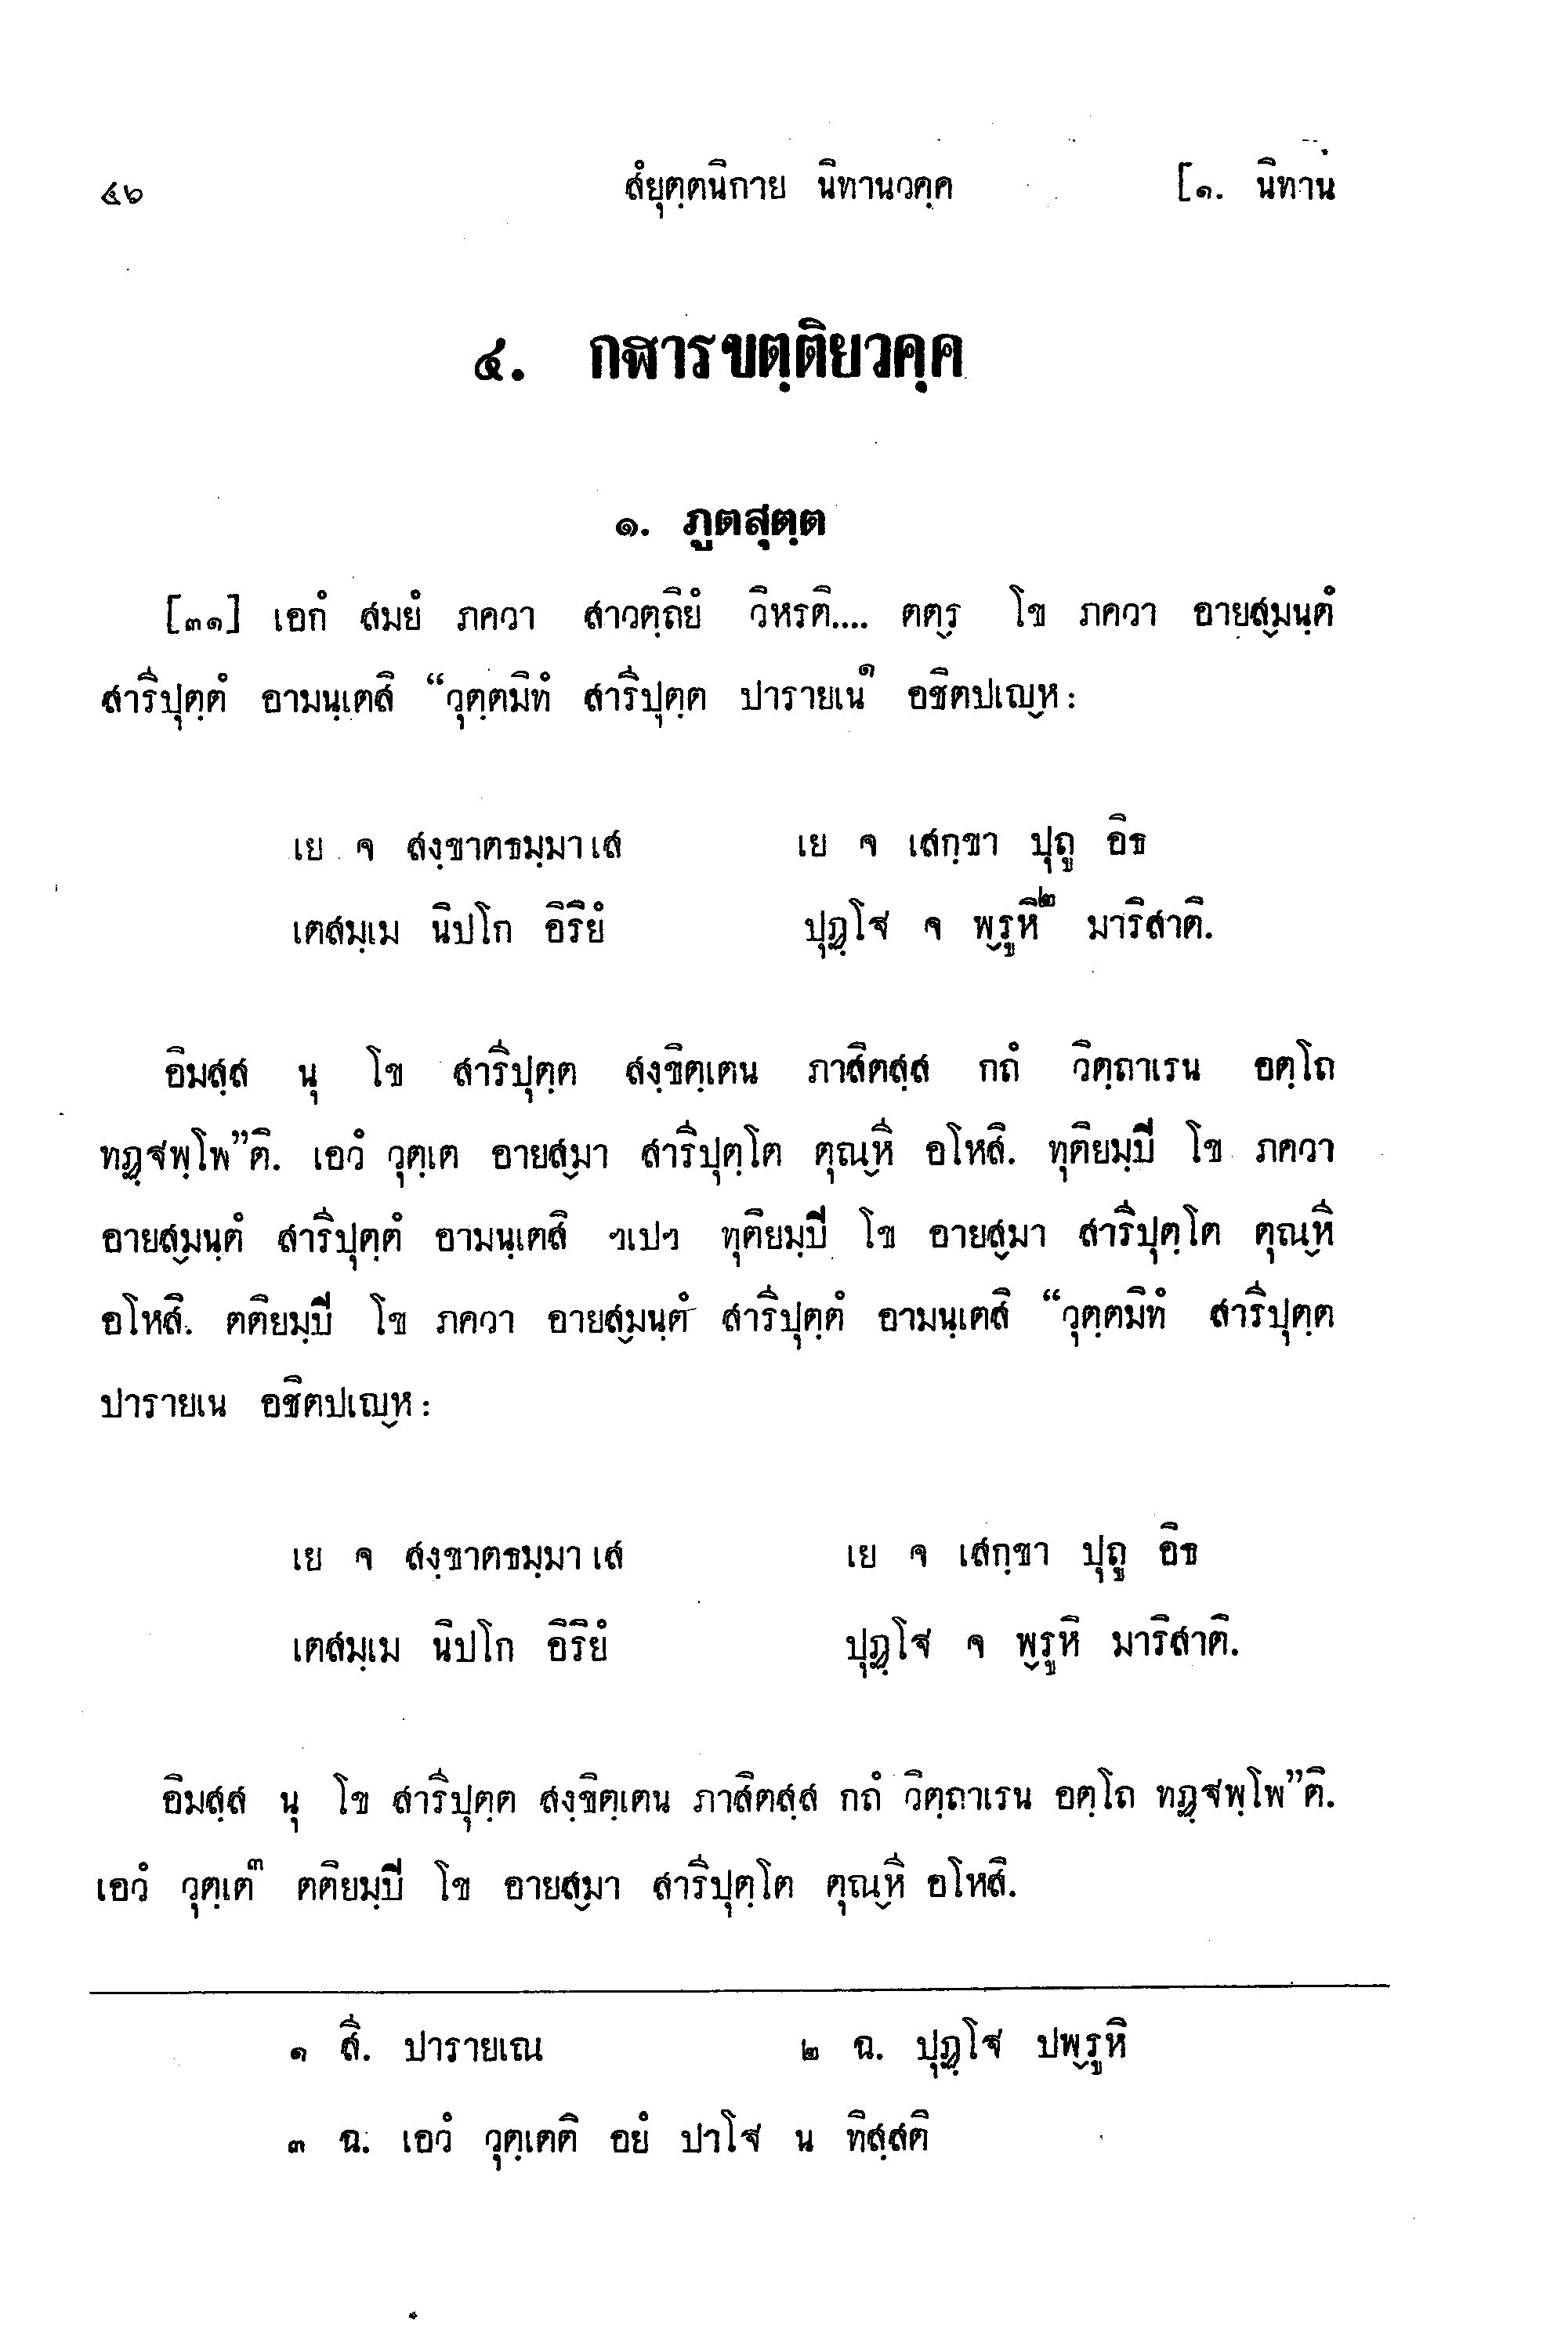 ๔๖ สํยุตฺตนิกาย นิทานวคฺค [๑. นิทาน
๔. กฬารขตฺติยวคฺค
๑. ภูตสุตฺต
[๓๑] เอกํ สมยํ ภควา สาวตฺถิยํ วิหรติ.... ตตฺร โข ภควา อายสฺมนฺตํ
สาริปุตฺตํ อามนฺเตสิ “วุตฺตมิทํ สาริปุตฺต ปารายเน๑ อชิตปเญฺห:
เย จ สงฺขาตธมฺมาเส เย จ เสกฺขา ปุถู อิธ
เตสมฺเม นิปโก อิริยํ ปุฏฺโฐ จ พฺรูหิ๒ มาริสาติ.
อิมสฺส นุ โข สาริปุตฺต สงฺขิตฺเตน ภาสิตสฺส กถํ วิตฺถาเรน อตฺโถ
ทฏฺฐพฺโพ”ติ. เอวํ วุตฺเต อายสฺมา สาริปุตฺโต ตุณฺหี อโหสิ. ทุติยมฺปี โข ภควา
อายสฺมนฺตํ สาริปุตฺตํ อามนฺเตสิ ฯเปฯ ทุติยมฺปี โข อายสฺมา สาริปุตฺโต ตุณฺหี
อโหสิ. ตติยมฺปี โข ภควา อายสฺมนฺตํ สาริปุตฺตํ อามนฺเตสิ “วุตฺตมิทํ สาริปุตฺต
ปารายเน อชิตปเญฺห:
เย จ สงฺขาตธมฺมาเส เย จ เสกฺขา ปุถู อิธ
เตสมฺเม นิปโก อิริยํ ปุฏฺโฐ จ พฺรูหิ มาริสาติ.
อิมสฺส นุ โข สาริปุตฺต สงฺขิตฺเตน ภาสิตสฺส กถํ วิตฺถาเรน อตฺโถ ทฏฺฐพฺโพ”ติ.
เอวํ วุตฺเต๓ ตติยมฺปี โข อายสฺมา สาริปุตฺโต ตุณฺหี อโหสิ.
๑ สี. ปารายเณ ๒ ฉ. ปุฏฺโฐ ปพฺรูหิ
๓ ฉ. เอวํ วุตฺเตติ อยํ ปาโฐ น ทิสฺสติ